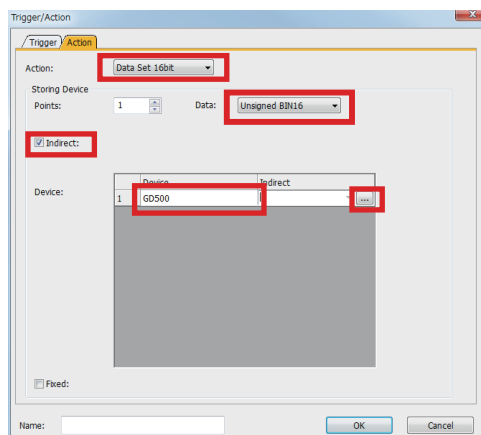 Trigger/Action
Trigger Action
Action: Data Set 16bit
Storing Device
Points: 1 Data: Unsigned BIN16
Indirect:
Device Indirect
Device:
1 GD500 ...
Fixed:
Name:
OK Cancel